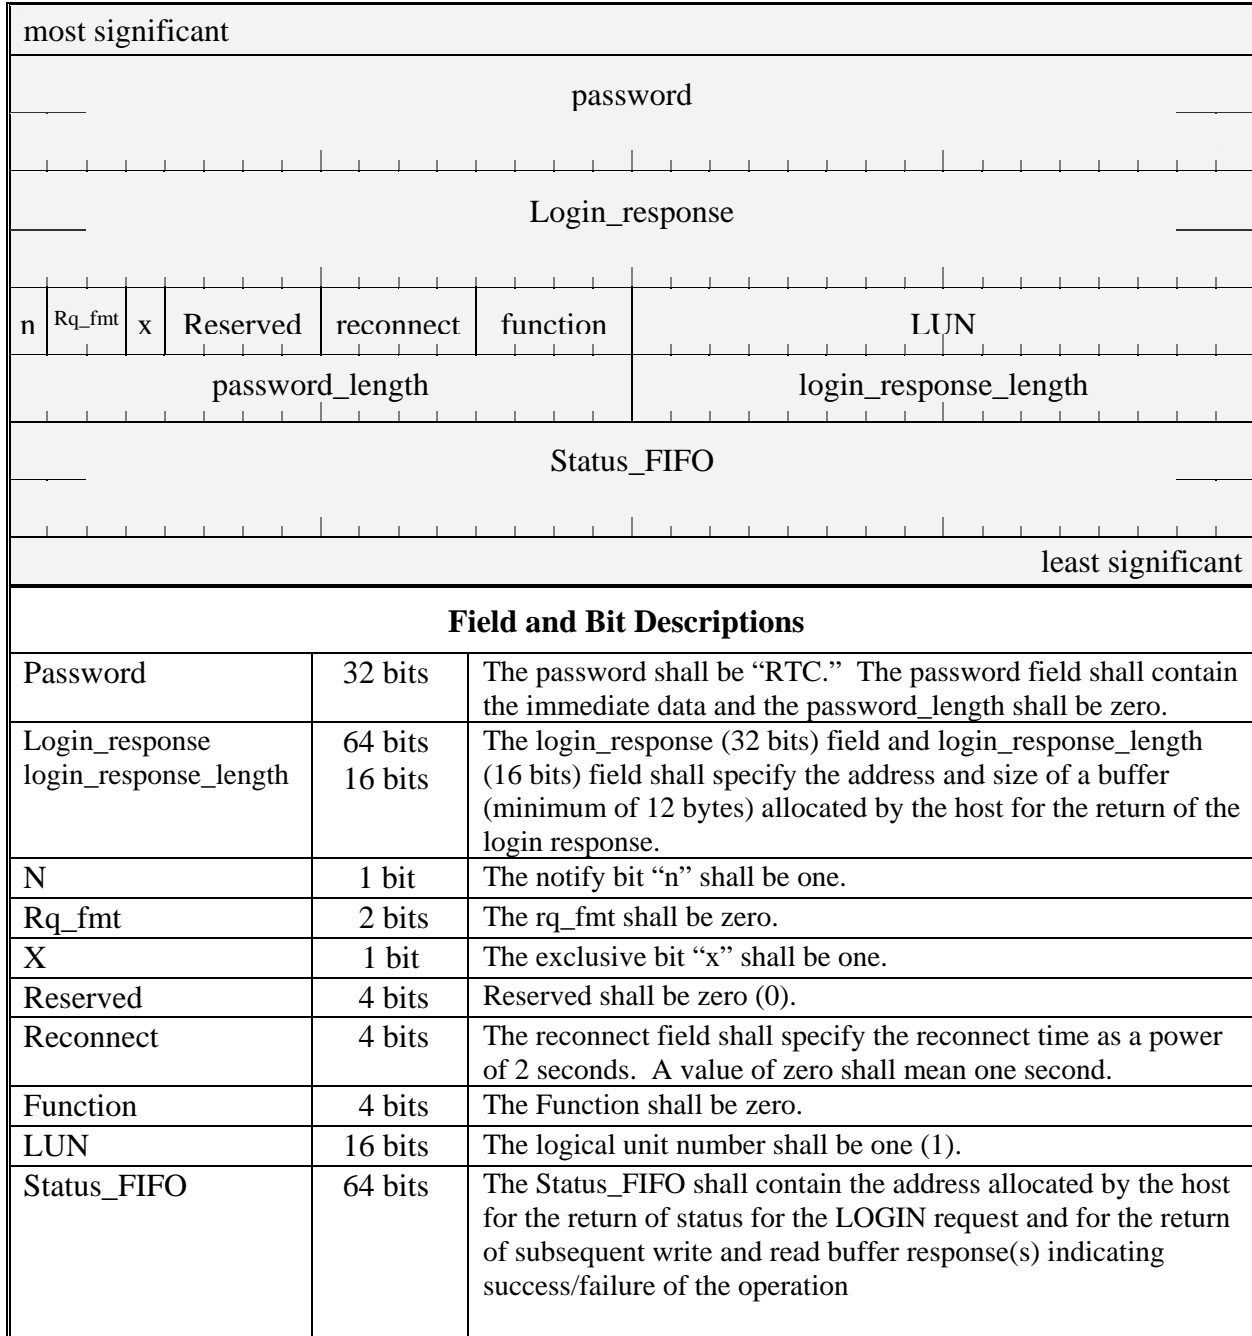 most significant
password
Login_response
n Rq_fmt x Reserved reconnect function LUN
password_length login_response_length
Status_FIFO
least significant
Field and Bit Descriptions
Password 32 bits The password shall be “RTC.” The password field shall contain
the immediate data and the password_length shall be zero.
Login_response 64 bits The login_response (32 bits) field and login_response_length
login_response_length 16 bits (16 bits) field shall specify the address and size of a buffer
(minimum of 12 bytes) allocated by the host for the return of the
login response.
N 1 bit The notify bit “n” shall be one.
Rq_fmt 2 bits The rq_fmt shall be zero.
X 1 bit The exclusive bit “x” shall be one.
Reserved 4 bits Reserved shall be zero (0).
Reconnect 4 bits The reconnect field shall specify the reconnect time as a power
of 2 seconds. A value of zero shall mean one second.
Function 4 bits The Function shall be zero.
LUN 16 bits The logical unit number shall be one (1).
Status_FIFO 64 bits The Status_FIFO shall contain the address allocated by the host
for the return of status for the LOGIN request and for the return
of subsequent write and read buffer response(s) indicating
success/failure of the operation